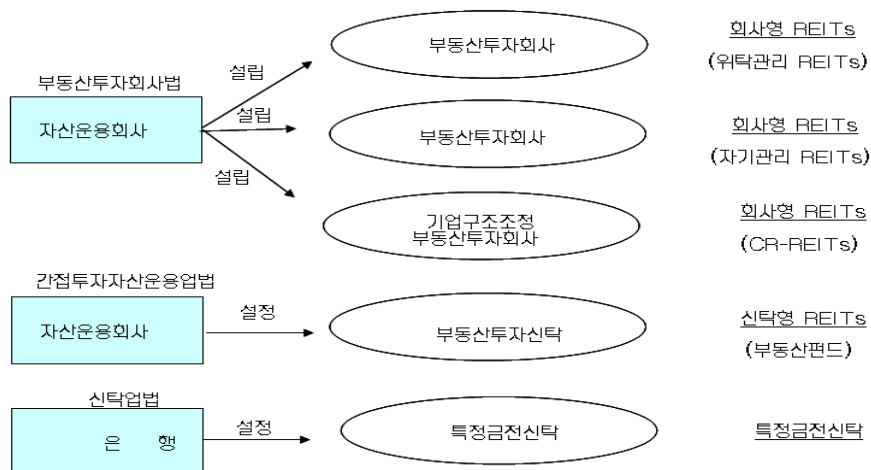 부동산투자회사
회사형 REITs
(위탁관리 REITs)
설립
부동산투자회사법
자산운용회사
설립
부동산투자회사
회사형 REITs
(자기관리 REITs)
설립
기업구조조정
부동산투자회사
회사형 REITs
(CR-REITs)
간접투자자산운용업법
자산운용회사
설정
부동산투자신탁
신탁형 REITs
(부동산펀드)
신탁업법
은 행
설정
특정금전신탁
특정금전신탁